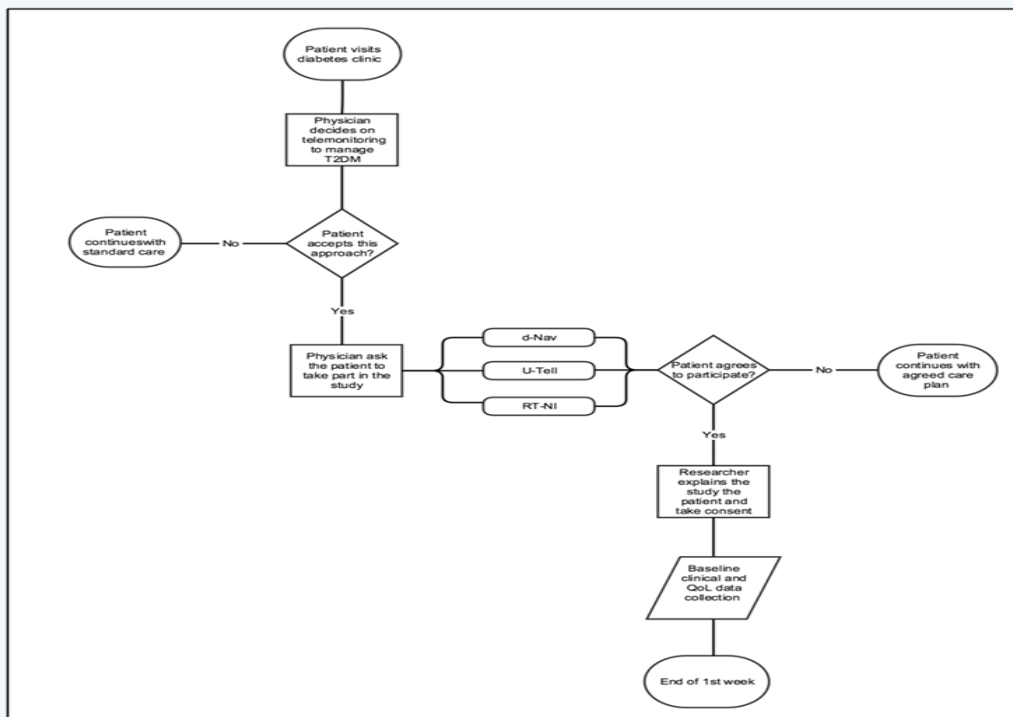 Patient visits
diabetes clinic
Physician
decides on
telemonitoring
to manage
T2DM
Patient
continueswith
standard care
No
Patient
accepts this
approach?
Yes
Physician ask
the patient to
take part in the
study
d-Nav
U-Tell
RT-NI
Patient agrees
to participate?
No
Patient
continues with
agreed care
plan
Yes
Researcher
explains the
study the
patient and
take consent
Baseline
clinical and
QoL data
collection
End of 1st week